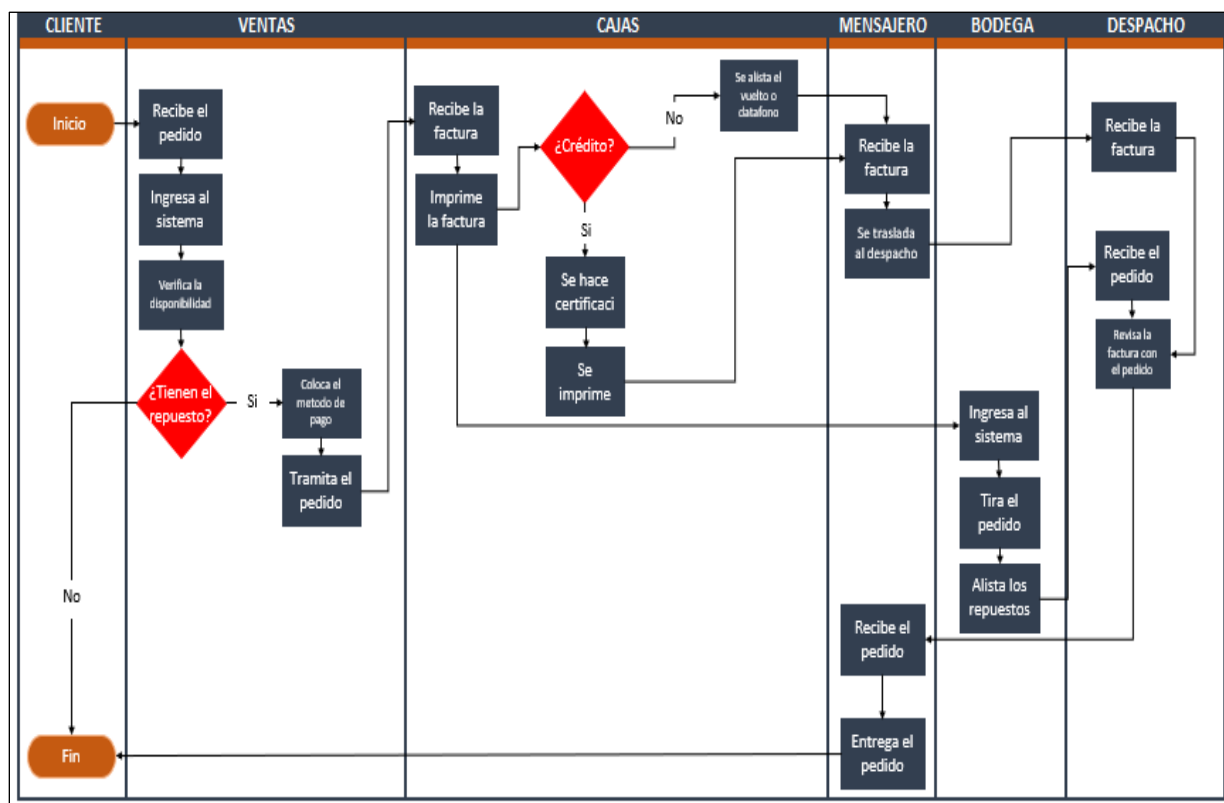 CLIENTE
VENTAS
CAJAS
MENSAJERO
BODEGA
DESPACHO
Inicio
Recibe el
pedido
Ingresa al
sistema
Verifica la
disponibilidad
¿Tienen el
repuesto?
Si
No
Coloca el
metodo de
pago
Tramita el
pedido
Recibe la
factura
Imprime
la factura
¿Crédito?
No
Si
Se alista el
vuelto o
datafono
Se hace
certificaci
Se
imprime
Recibe la
factura
Se traslada
al despacho
Ingresa al
sistema
Tira el
pedido
Alista los
repuestos
Recibe la
factura
Recibe el
pedido
Revisa la
factura con
el pedido
Recibe el
pedido
Entrega el
pedido
Fin